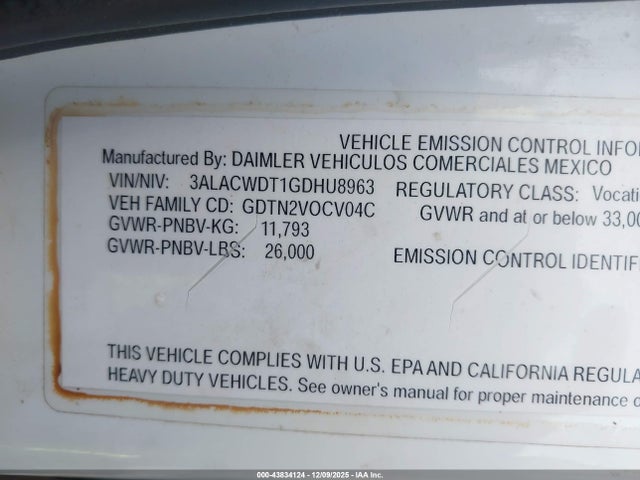 VEHICLE EMISSION CONTROL INFOR
Manufactured By: DAIMLER VEHICULOS COMERCIALES MEXICO
VIN/NIV: 3ALACWDT1GDHU8963 REGULATORY CLASS: Vocati
VEH FAMILY CD: GDTN2VOCV04C GVWR and at or below 33,00
GVWR-PNBV-KG: 11,793
GVWR-PNBV-LBS: 26,000 EMISSION CONTROL IDENTIF
THIS VEHICLE COMPLIES WITH U.S. EPA AND CALIFORNIA REGULA
HEAVY DUTY VEHICLES. See owner's manual for proper maintenance o
000-43834124 - 12/09/2025 - IAA Inc.